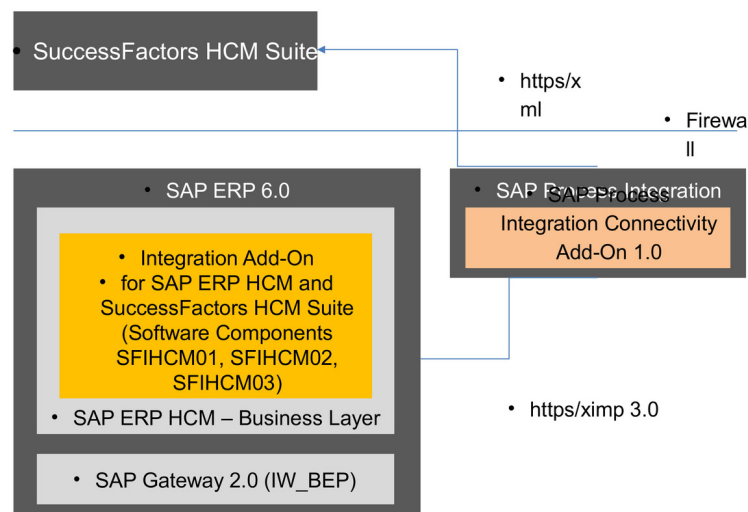 • SuccessFactors HCM Suite
• https/x
ml
• Firewa
ll
• SAP ERP 6.0
• Integration Add-On
• for SAP ERP HCM and
SuccessFactors HCM Suite
(Software Components
SFIHCM01, SFIHCM02,
SFIHCM03)
• SAP ERP HCM – Business Layer
• SAP Gateway 2.0 (IW_BEP)
• SAP Process Integration
• SAP Process
Integration Connectivity
Add-On 1.0
• https/ximp 3.0